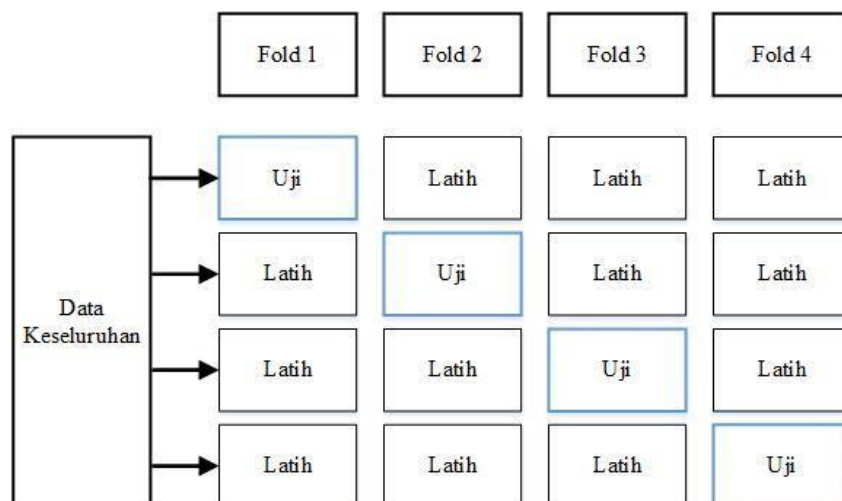 Fold 1 Fold 2 Fold 3 Fold 4
Uji Latih Latih Latih
Latih Uji Latih Latih
Data
Keseluruhan
Latih Latih Uji Latih
Latih Latih Latih Uji